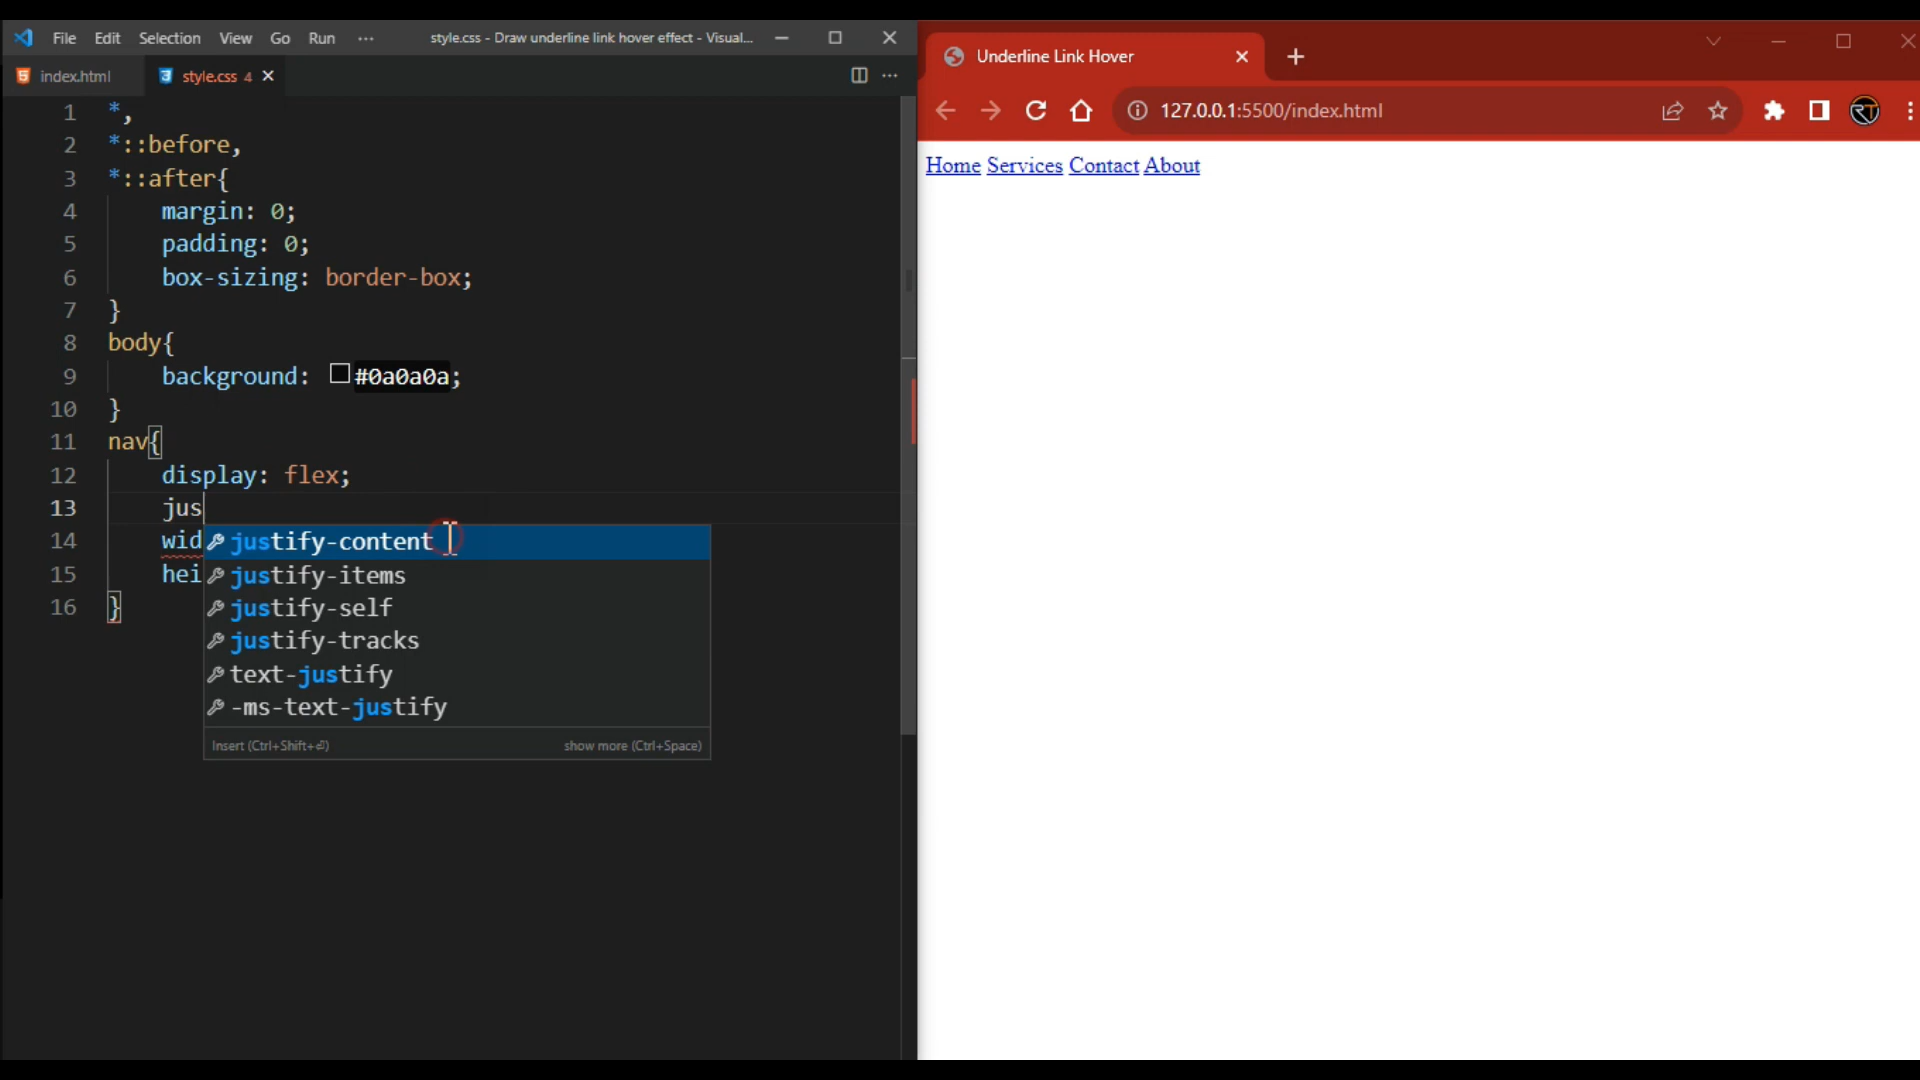 File Edit Selection View Go Run ··· style.css - Draw underline link hover effect - Visual...
index.html style.css 4
1 *,
2 *::before,
3 *::after{
4 margin: 0;
5 padding: 0;
6 box-sizing: border-box;
7 }
8 body{
9 background: #0a0a0a;
10 }
11 nav{
12 display: flex;
13 jus
14 wid
15 hei
16 }
justify-content
justify-items
justify-self
justify-tracks
text-justify
-ms-text-justify
Insert (Ctrl+Shift+⏎) show more (Ctrl+Space)
Underline Link Hover
127.0.0.1:5500/index.html RT
Home Services Contact About